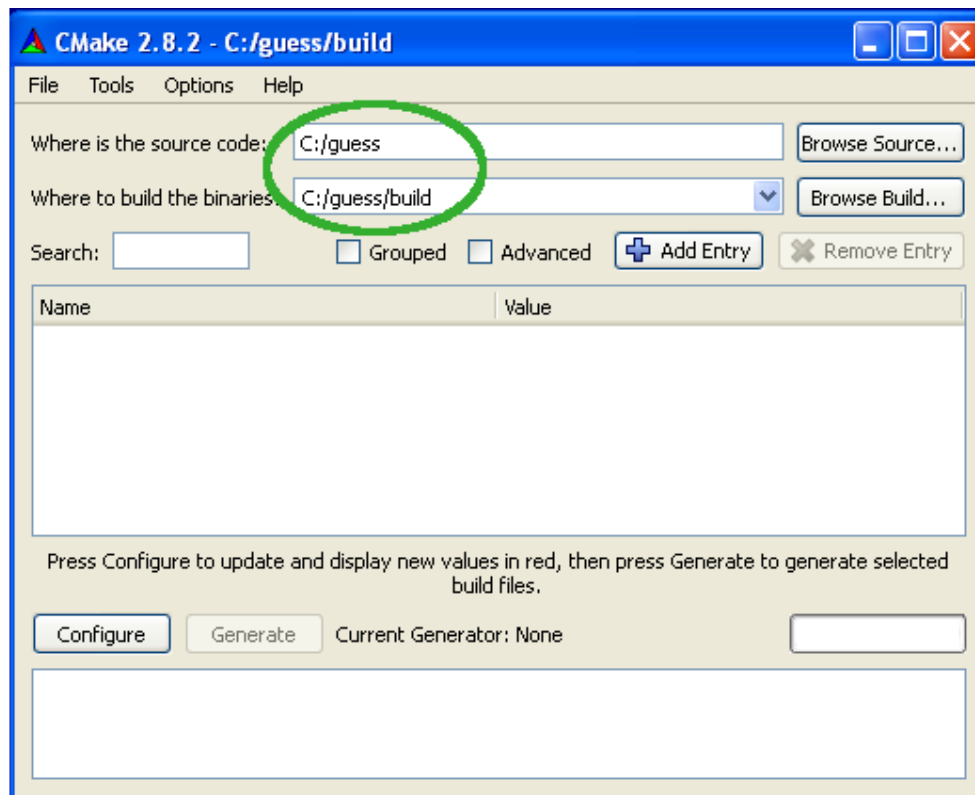 CMake 2.8.2 - C:/guess/build
File Tools Options Help
Where is the source code: C:/guess Browse Source...
Where to build the binaries: C:/guess/build Browse Build...
Search: Grouped Advanced Add Entry Remove Entry
Name Value
Press Configure to update and display new values in red, then press Generate to generate selected
build files.
Configure Generate Current Generator: None